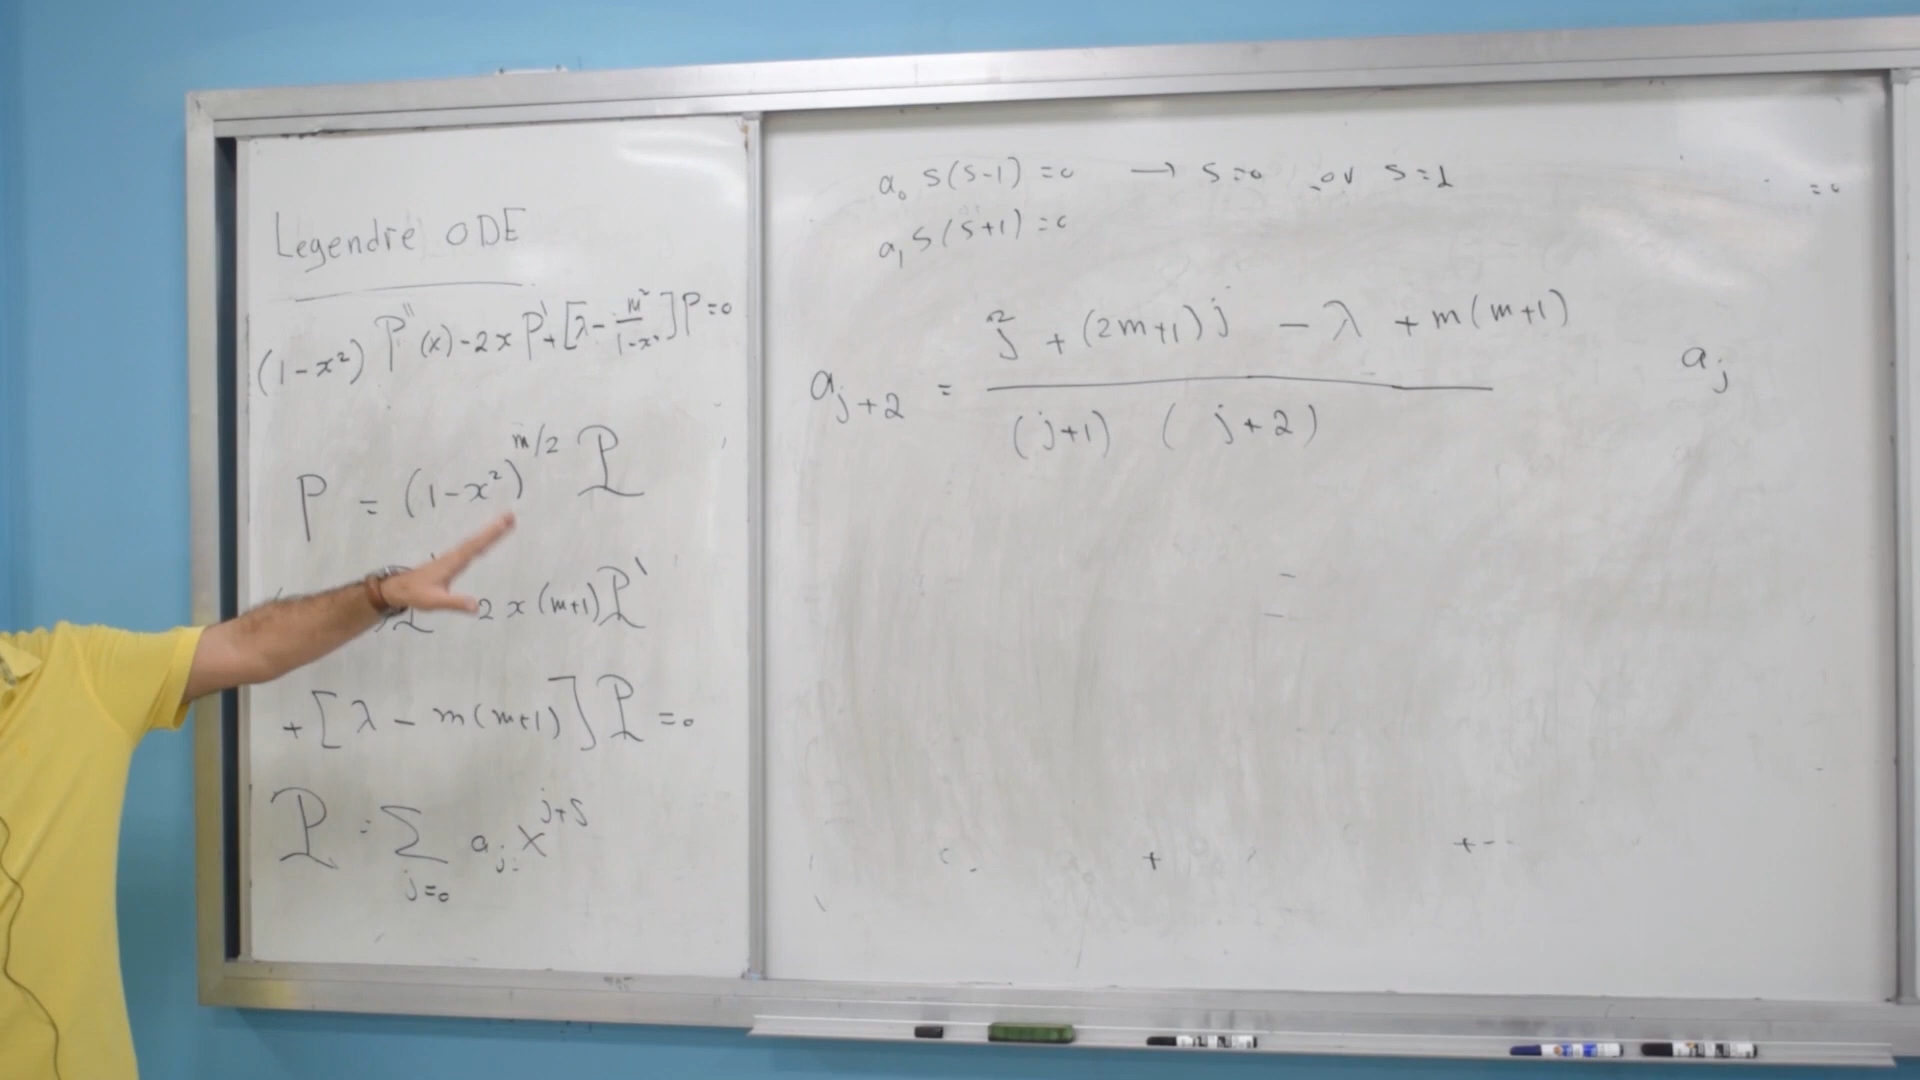 Legendre ODE
(1-x²) P''(x) - 2x P' + [λ - m²/(1-x²)] P = 0
P = (1-x²)^{m/2} 𝒫
2x(m+1) 𝒫'
+ [λ - m(m+1)] 𝒫 = 0
𝒫 = Σ_{j=0} a_j x^{j+s}
a₀ s(s-1) = 0 → s=0 or s=1
= 0
a₁ s(s+1) = 0
a_{j+2} = (j² + (2m+1)j - λ + m(m+1)) / ((j+1) (j+2)) a_j
+ + - -